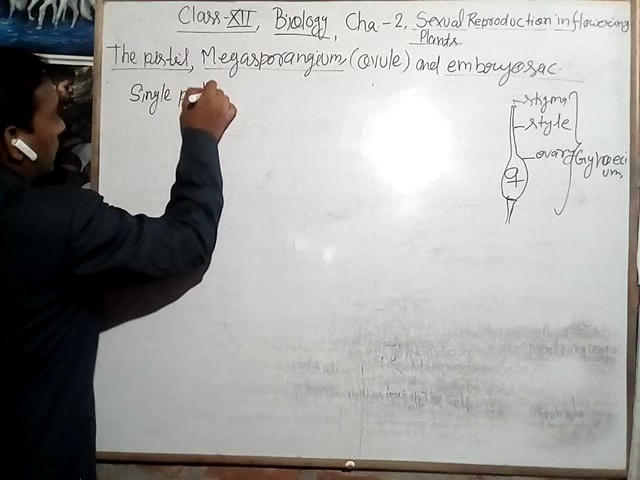 Class-XII, Biology, Cha-2, Sexual Reproduction in flowering
Plants
The pistil, Megasporangium (ovule) and embryosac.
Single p
stigma
style
ovary
Gynoeci
um